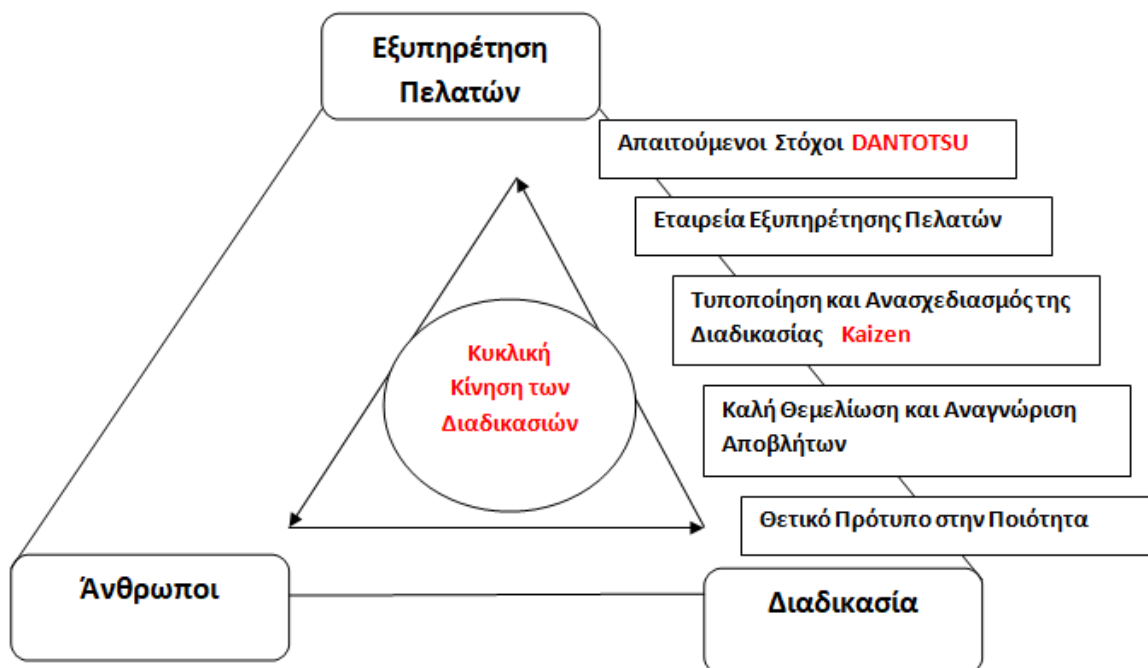 Εξυπηρέτηση
Πελατών
Απαιτούμενοι Στόχοι DANTOTSU
Εταιρεία Εξυπηρέτησης Πελατών
Τυποποίηση και Ανασχεδιασμός της
Διαδικασίας Kaizen
Κυκλική
Κίνηση των
Διαδικασιών
Καλή Θεμελίωση και Αναγνώριση
Αποβλήτων
Θετικό Πρότυπο στην Ποιότητα
Άνθρωποι
Διαδικασία